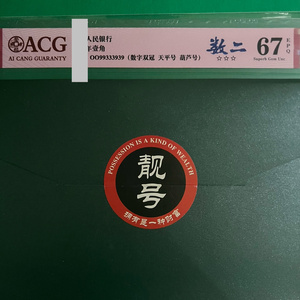 ACG
AI CANG GUARANTY
人民银行
年壹角
OO99333939（数字双冠 天平号 葫芦号）
数二
☆☆☆
67
EPQ
Superb Gem Unc
POSSESSION IS A KIND OF WEALTH
靓号
拥有是一种财富